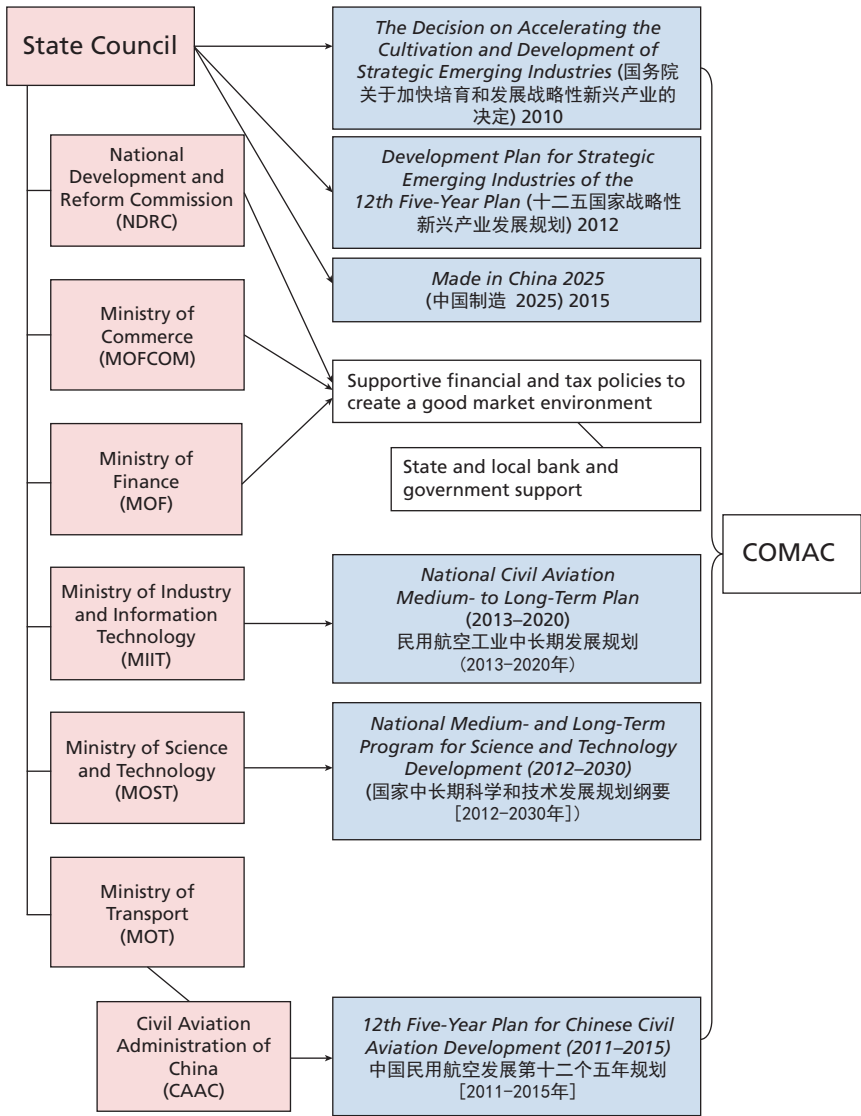 State Council
The Decision on Accelerating the
Cultivation and Development of
Strategic Emerging Industries (国务院
关于加快培育和发展战略性新兴产业的
决定) 2010
National
Development and
Reform Commission
(NDRC)
Development Plan for Strategic
Emerging Industries of the
12th Five-Year Plan (十二五国家战略性
新兴产业发展规划) 2012
Made in China 2025
(中国制造 2025) 2015
Ministry of
Commerce
(MOFCOM)
Supportive financial and tax policies to
create a good market environment
Ministry of
Finance
(MOF)
State and local bank and
government support
COMAC
Ministry of Industry
and Information
Technology
(MIIT)
National Civil Aviation
Medium- to Long-Term Plan
(2013–2020)
民用航空工业中长期发展规划
(2013-2020年)
Ministry of Science
and Technology
(MOST)
National Medium- and Long-Term
Program for Science and Technology
Development (2012–2030)
(国家中长期科学和技术发展规划纲要
[2012-2030年])
Ministry of
Transport
(MOT)
Civil Aviation
Administration of
China
(CAAC)
12th Five-Year Plan for Chinese Civil
Aviation Development (2011–2015)
中国民用航空发展第十二个五年规划
[2011-2015年]